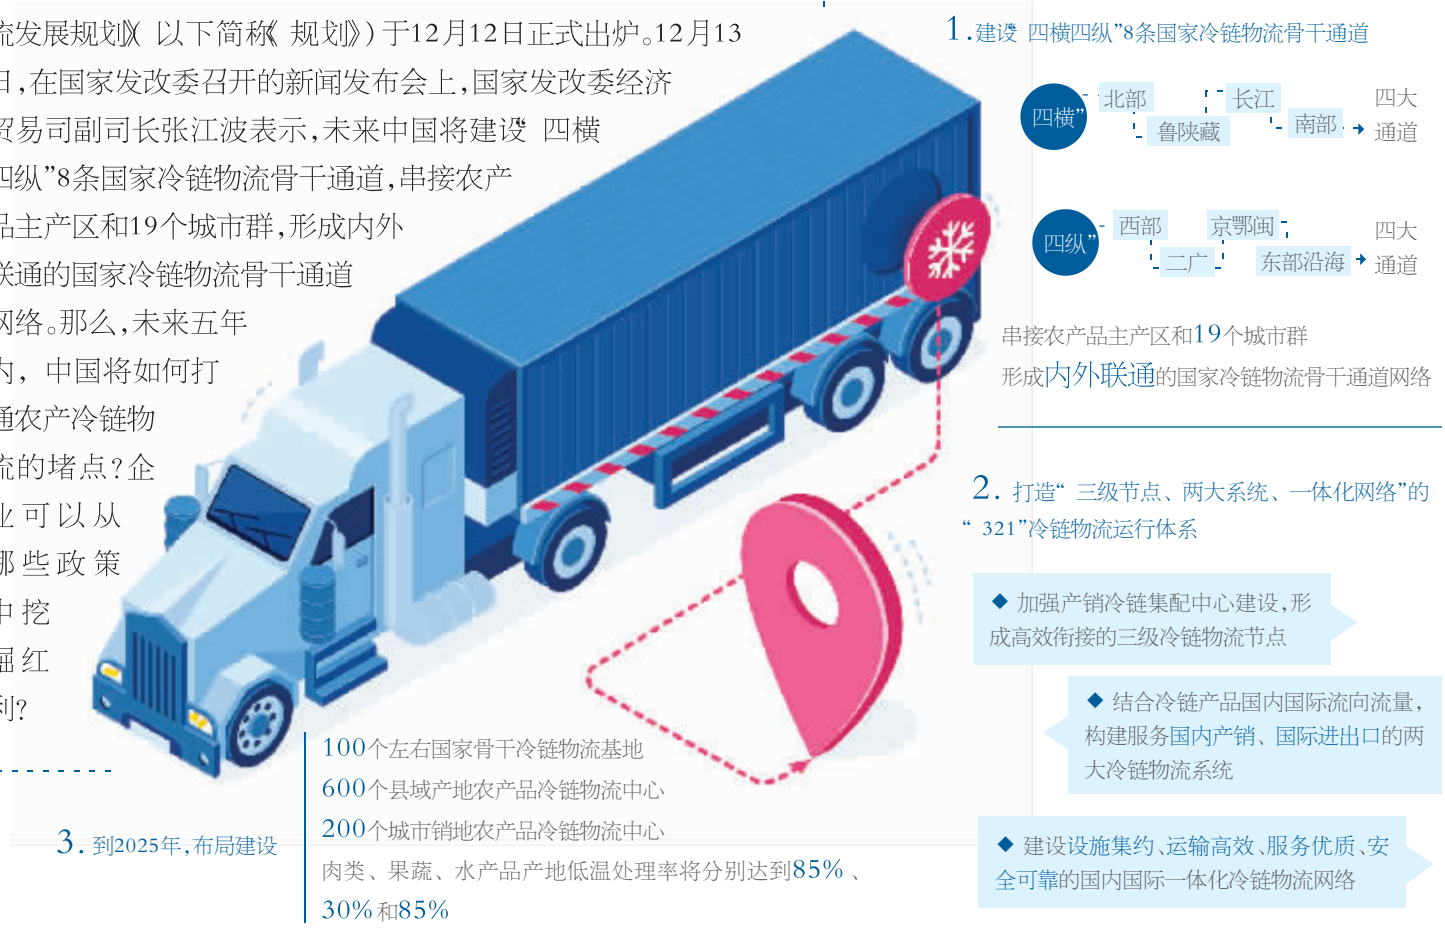 流发展规划》(以下简称《规划》)于12月12日正式出炉。12月13
日,在国家发改委召开的新闻发布会上,国家发改委经济
贸易司副司长张江波表示,未来中国将建设“四横
四纵”8条国家冷链物流骨干通道,串接农产
品主产区和19个城市群,形成内外
联通的国家冷链物流骨干通道
网络。那么,未来五年
内,中国将如何打
通农产冷链物
流的堵点?企
业可以从
哪些政策
中挖
掘红
利?
1.建设“四横四纵”8条国家冷链物流骨干通道
四横”
北部
鲁陕藏
长江
南部
四大
通道
四纵”
西部
二广
京鄂闽
东部沿海
四大
通道
串接农产品主产区和19个城市群
形成内外联通的国家冷链物流骨干通道网络
2.打造“三级节点、两大系统、一体化网络”的
“321”冷链物流运行体系
◆ 加强产销冷链集配中心建设,形
成高效衔接的三级冷链物流节点
◆ 结合冷链产品国内国际流向流量,
构建服务国内产销、国际进出口的两
大冷链物流系统
◆ 建设设施集约、运输高效、服务优质、安
全可靠的国内国际一体化冷链物流网络
3.到2025年,布局建设
100个左右国家骨干冷链物流基地
600个县域产地农产品冷链物流中心
200个城市销地农产品冷链物流中心
肉类、果蔬、水产品产地低温处理率将分别达到85%、
30%和85%